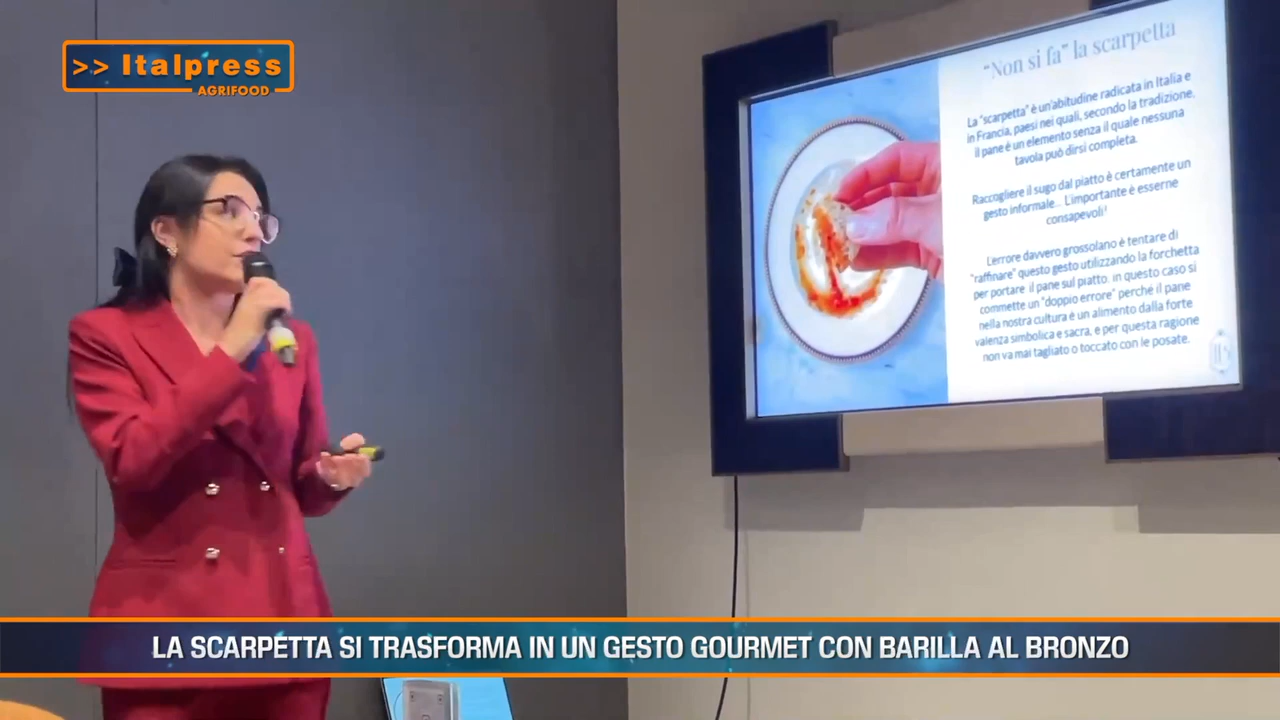 >> Italpress
AGRIFOOD
"Non si fa" la scarpetta
La "scarpetta" è un'abitudine radicata in Italia e
in Francia, paesi nei quali, secondo la tradizione,
il pane è un elemento senza il quale nessuna
tavola può dirsi completa.
Raccogliere il sugo dal piatto è certamente un
gesto informale... L'importante è esserne
consapevoli!
L'errore davvero grossolano è tentare di
"raffinare" questo gesto utilizzando la forchetta
per portare il pane sul piatto. in questo caso si
commette un "doppio errore" perché il pane
nella nostra cultura è un alimento dalla forte
valenza simbolica e sacra, e per questa ragione
non va mai tagliato o toccato con le posate.
LA SCARPETTA SI TRASFORMA IN UN GESTO GOURMET CON BARILLA AL BRONZO